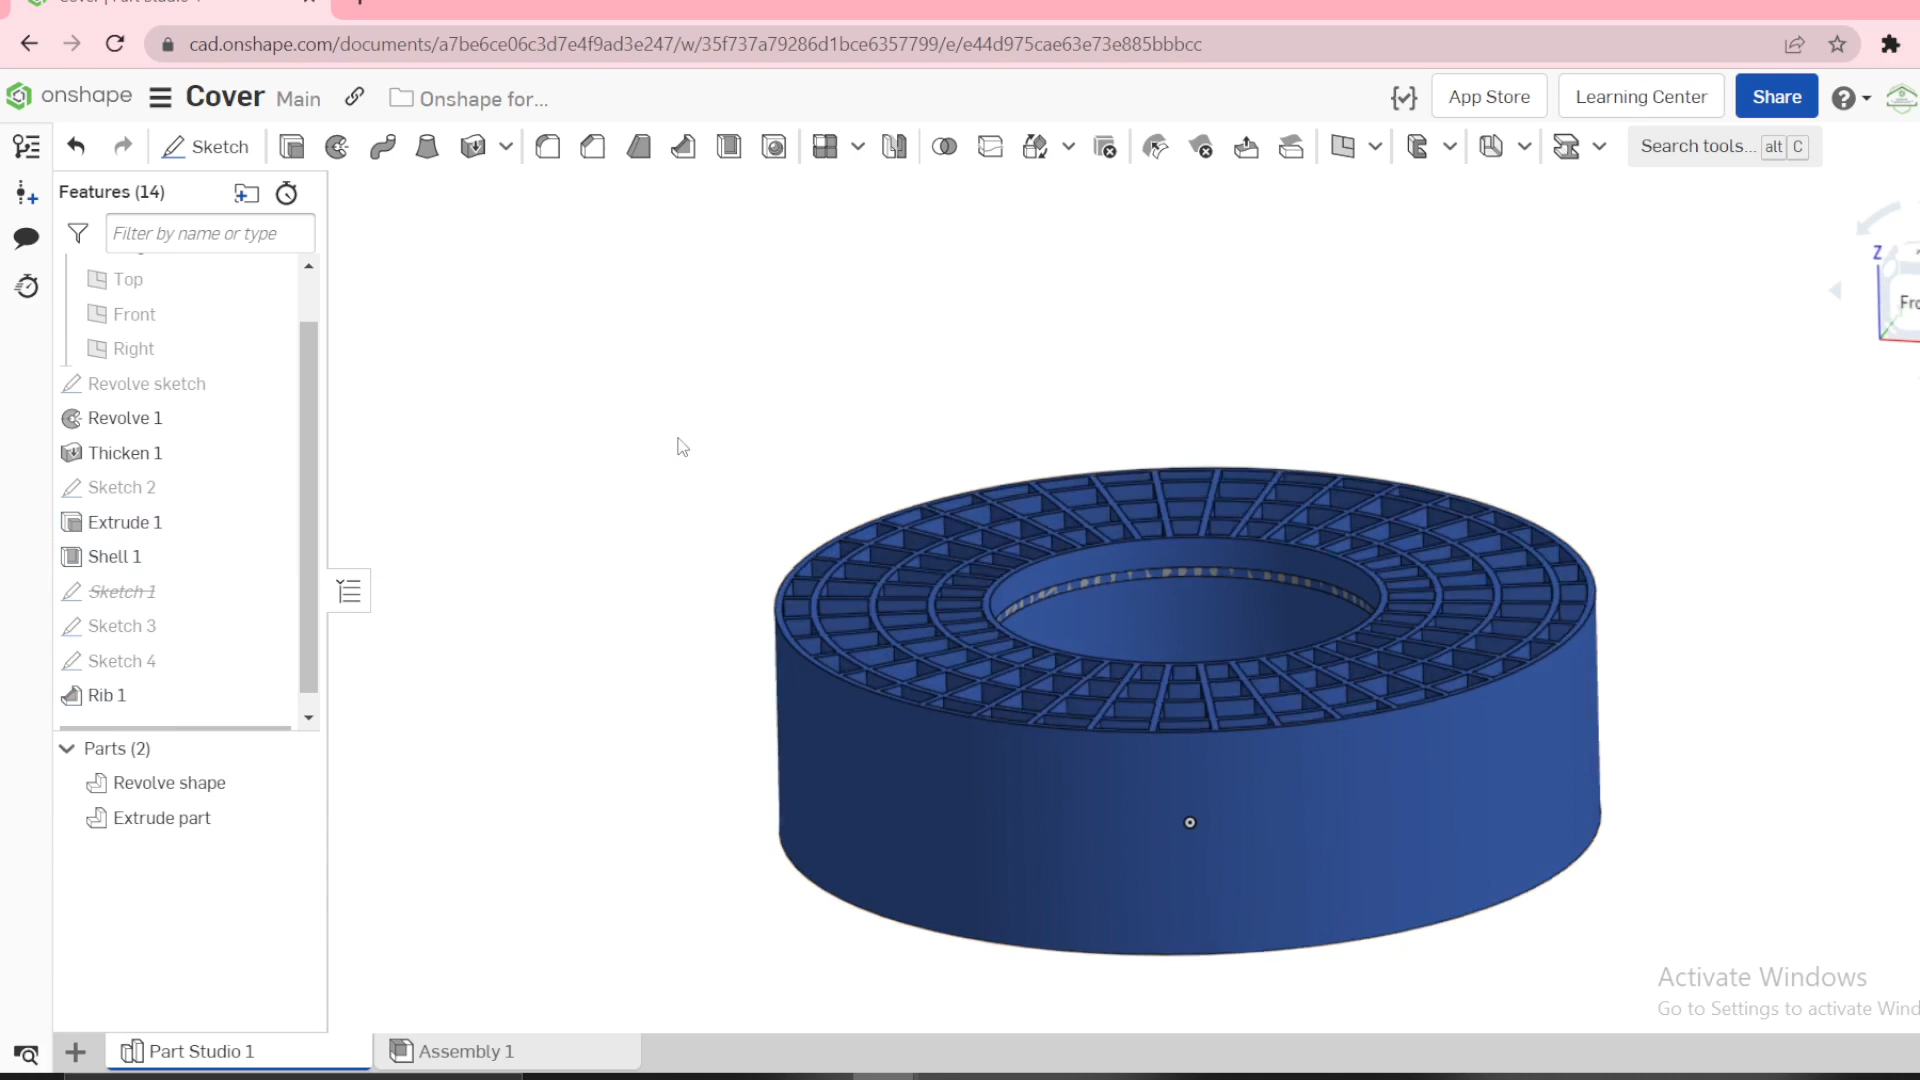 cad.onshape.com/documents/a7be6ce06c3d7e4f9ad3e247/w/35f737a79286d1bce6357799/e/e44d975cae63e73e885bbbcc
onshape Cover Main Onshape for... App Store Learning Center Share
Sketch Search tools... alt C
Features (14)
Filter by name or type
Top
Front
Right
Revolve sketch
Revolve 1
Thicken 1
Sketch 2
Extrude 1
Shell 1
Sketch 1
Sketch 3
Sketch 4
Rib 1
Parts (2)
Revolve shape
Extrude part
Z
Fro
Activate Windows
Go to Settings to activate Wind
Part Studio 1 Assembly 1